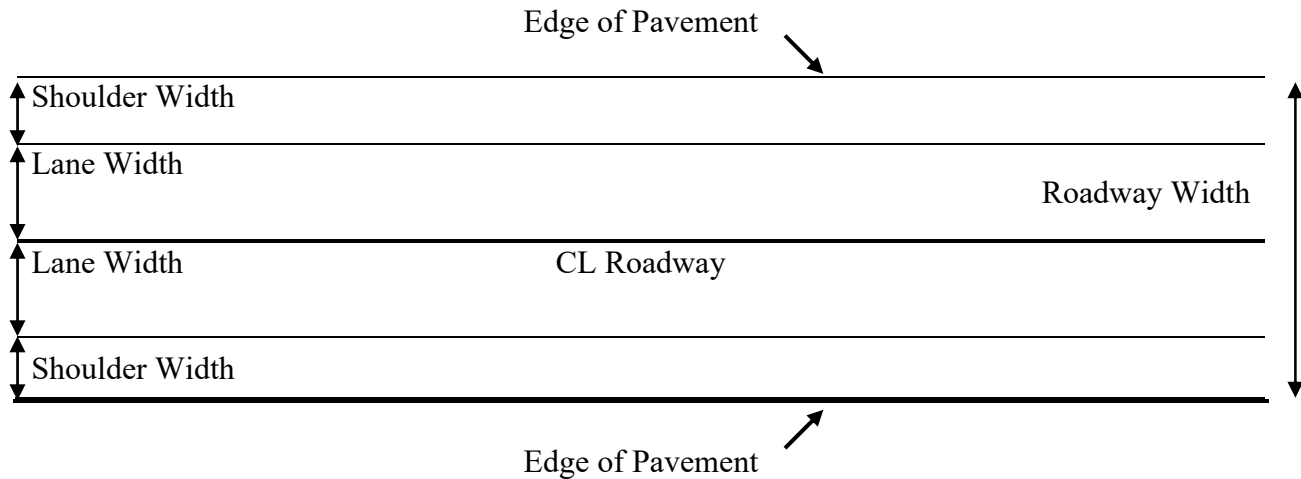 Edge of Pavement
Shoulder Width
Lane Width
Roadway Width
Lane Width
CL Roadway
Shoulder Width
Edge of Pavement